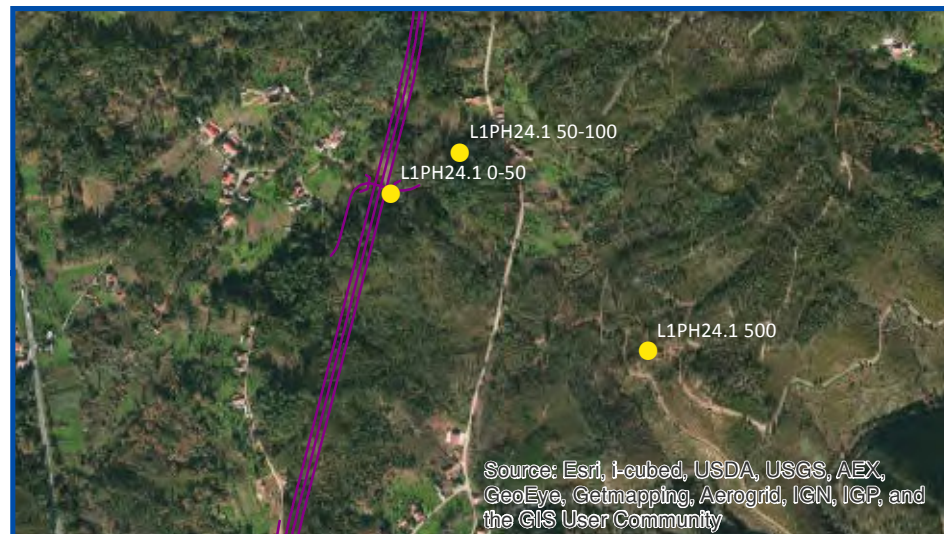 L1PH24.1 50-100
L1PH24.1 0-50
L1PH24.1 500
Source: Esri, i-cubed, USDA, USGS, AEX,
GeoEye, Getmapping, Aerogrid, IGN, IGP, and
the GIS User Community